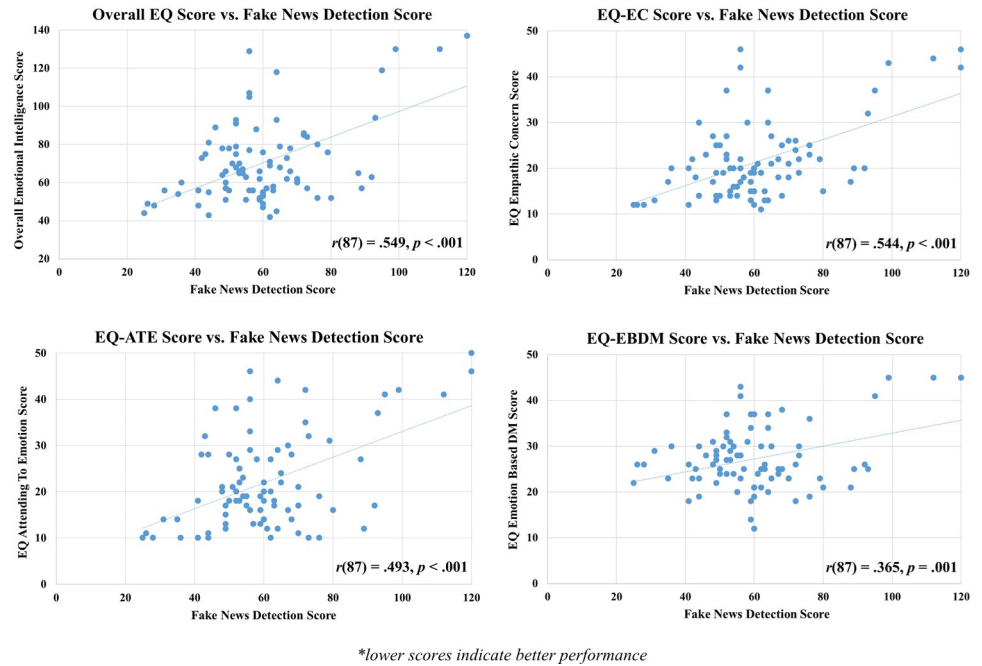 Overall EQ Score vs. Fake News Detection Score
Overall Emotional Intelligence Score
140
120
100
80
60
40
20
r(87) = .549, p < .001
0 20 40 60 80 100 120
Fake News Detection Score
EQ-EC Score vs. Fake News Detection Score
EQ Empathic Concern Score
50
40
30
20
10
0
r(87) = .544, p < .001
0 20 40 60 80 100 120
Fake News Detection Score
EQ-ATE Score vs. Fake News Detection Score
EQ Attending To Emotion Score
50
40
30
20
10
0
r(87) = .493, p < .001
0 20 40 60 80 100 120
Fake News Detection Score
EQ-EBDM Score vs. Fake News Detection Score
EQ Emotion Based DM Score
50
40
30
20
10
0
r(87) = .365, p = .001
0 20 40 60 80 100 120
Fake News Detection Score
*lower scores indicate better performance